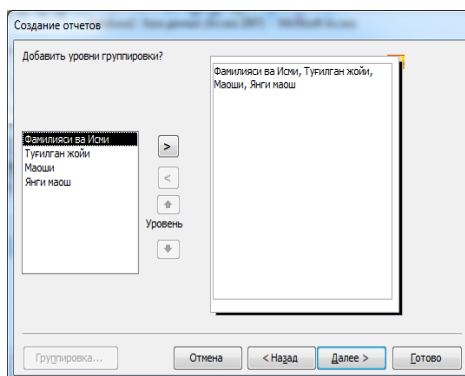 Создание отчетов
Добавить уровни группировки?
Фамилияси ва Исми, Туғилган жойи,
Маоши, Янги маош
Фамилияси ва Исми
Туғилган жойи
Маоши
Янги маош
>
<
Уровень
Группировка...
Отмена
< Назад
Далее >
Готово